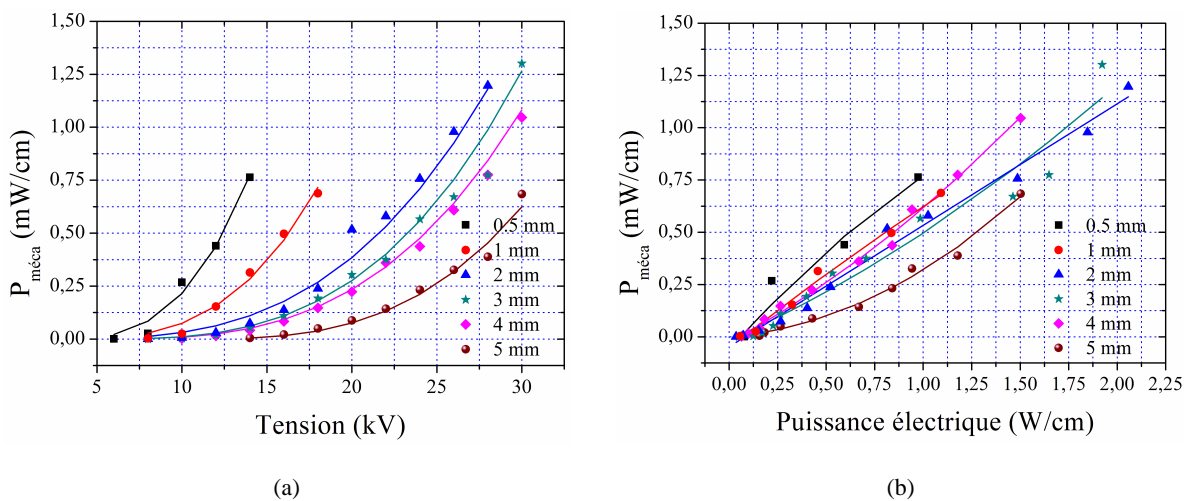 1,50
1,25
1,00
0,75
0,50
0,25
0,00
P méca (mW/cm)
5 10 15 20 25 30
Tension (kV)
0.5 mm
1 mm
2 mm
3 mm
4 mm
5 mm
(a)
1,50
1,25
1,00
0,75
0,50
0,25
0,00
P méca (mW/cm)
0,00 0,25 0,50 0,75 1,00 1,25 1,50 1,75 2,00 2,25
Puissance électrique (W/cm)
0.5 mm
1 mm
2 mm
3 mm
4 mm
5 mm
(b)